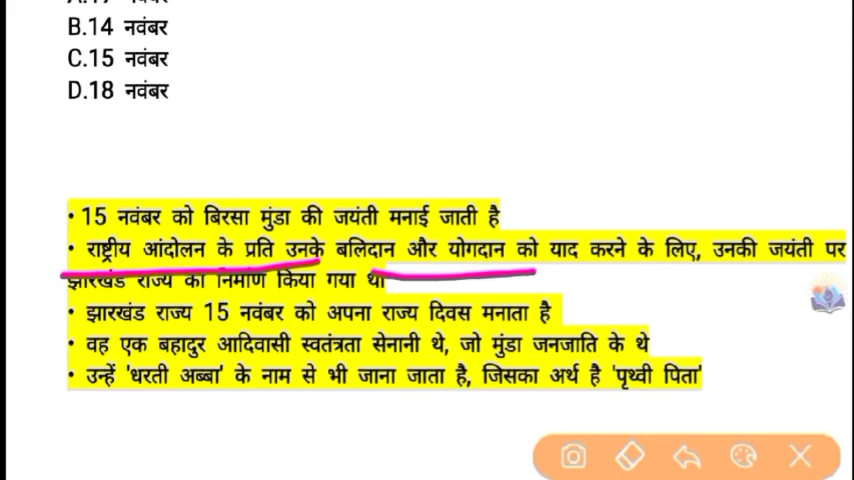 B.14 नवंबर
C.15 नवंबर
D.18 नवंबर
• 15 नवंबर को बिरसा मुंडा की जयंती मनाई जाती है
• राष्ट्रीय आंदोलन के प्रति उनके बलिदान और योगदान को याद करने के लिए, उनकी जयंती पर
झारखंड राज्य का निर्माण किया गया था
• झारखंड राज्य 15 नवंबर को अपना राज्य दिवस मनाता है
• वह एक बहादुर आदिवासी स्वतंत्रता सेनानी थे, जो मुंडा जनजाति के थे
• उन्हें 'धरती अब्बा' के नाम से भी जाना जाता है, जिसका अर्थ है 'पृथ्वी पिता'